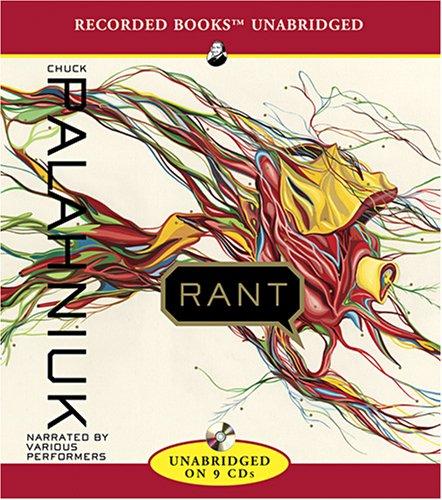 RECORDED BOOKS™ UNABRIDGED
CHUCK
PALAHNIUK
RANT
NARRATED BY
VARIOUS
PERFORMERS
UNABRIDGED
ON 9 CDs